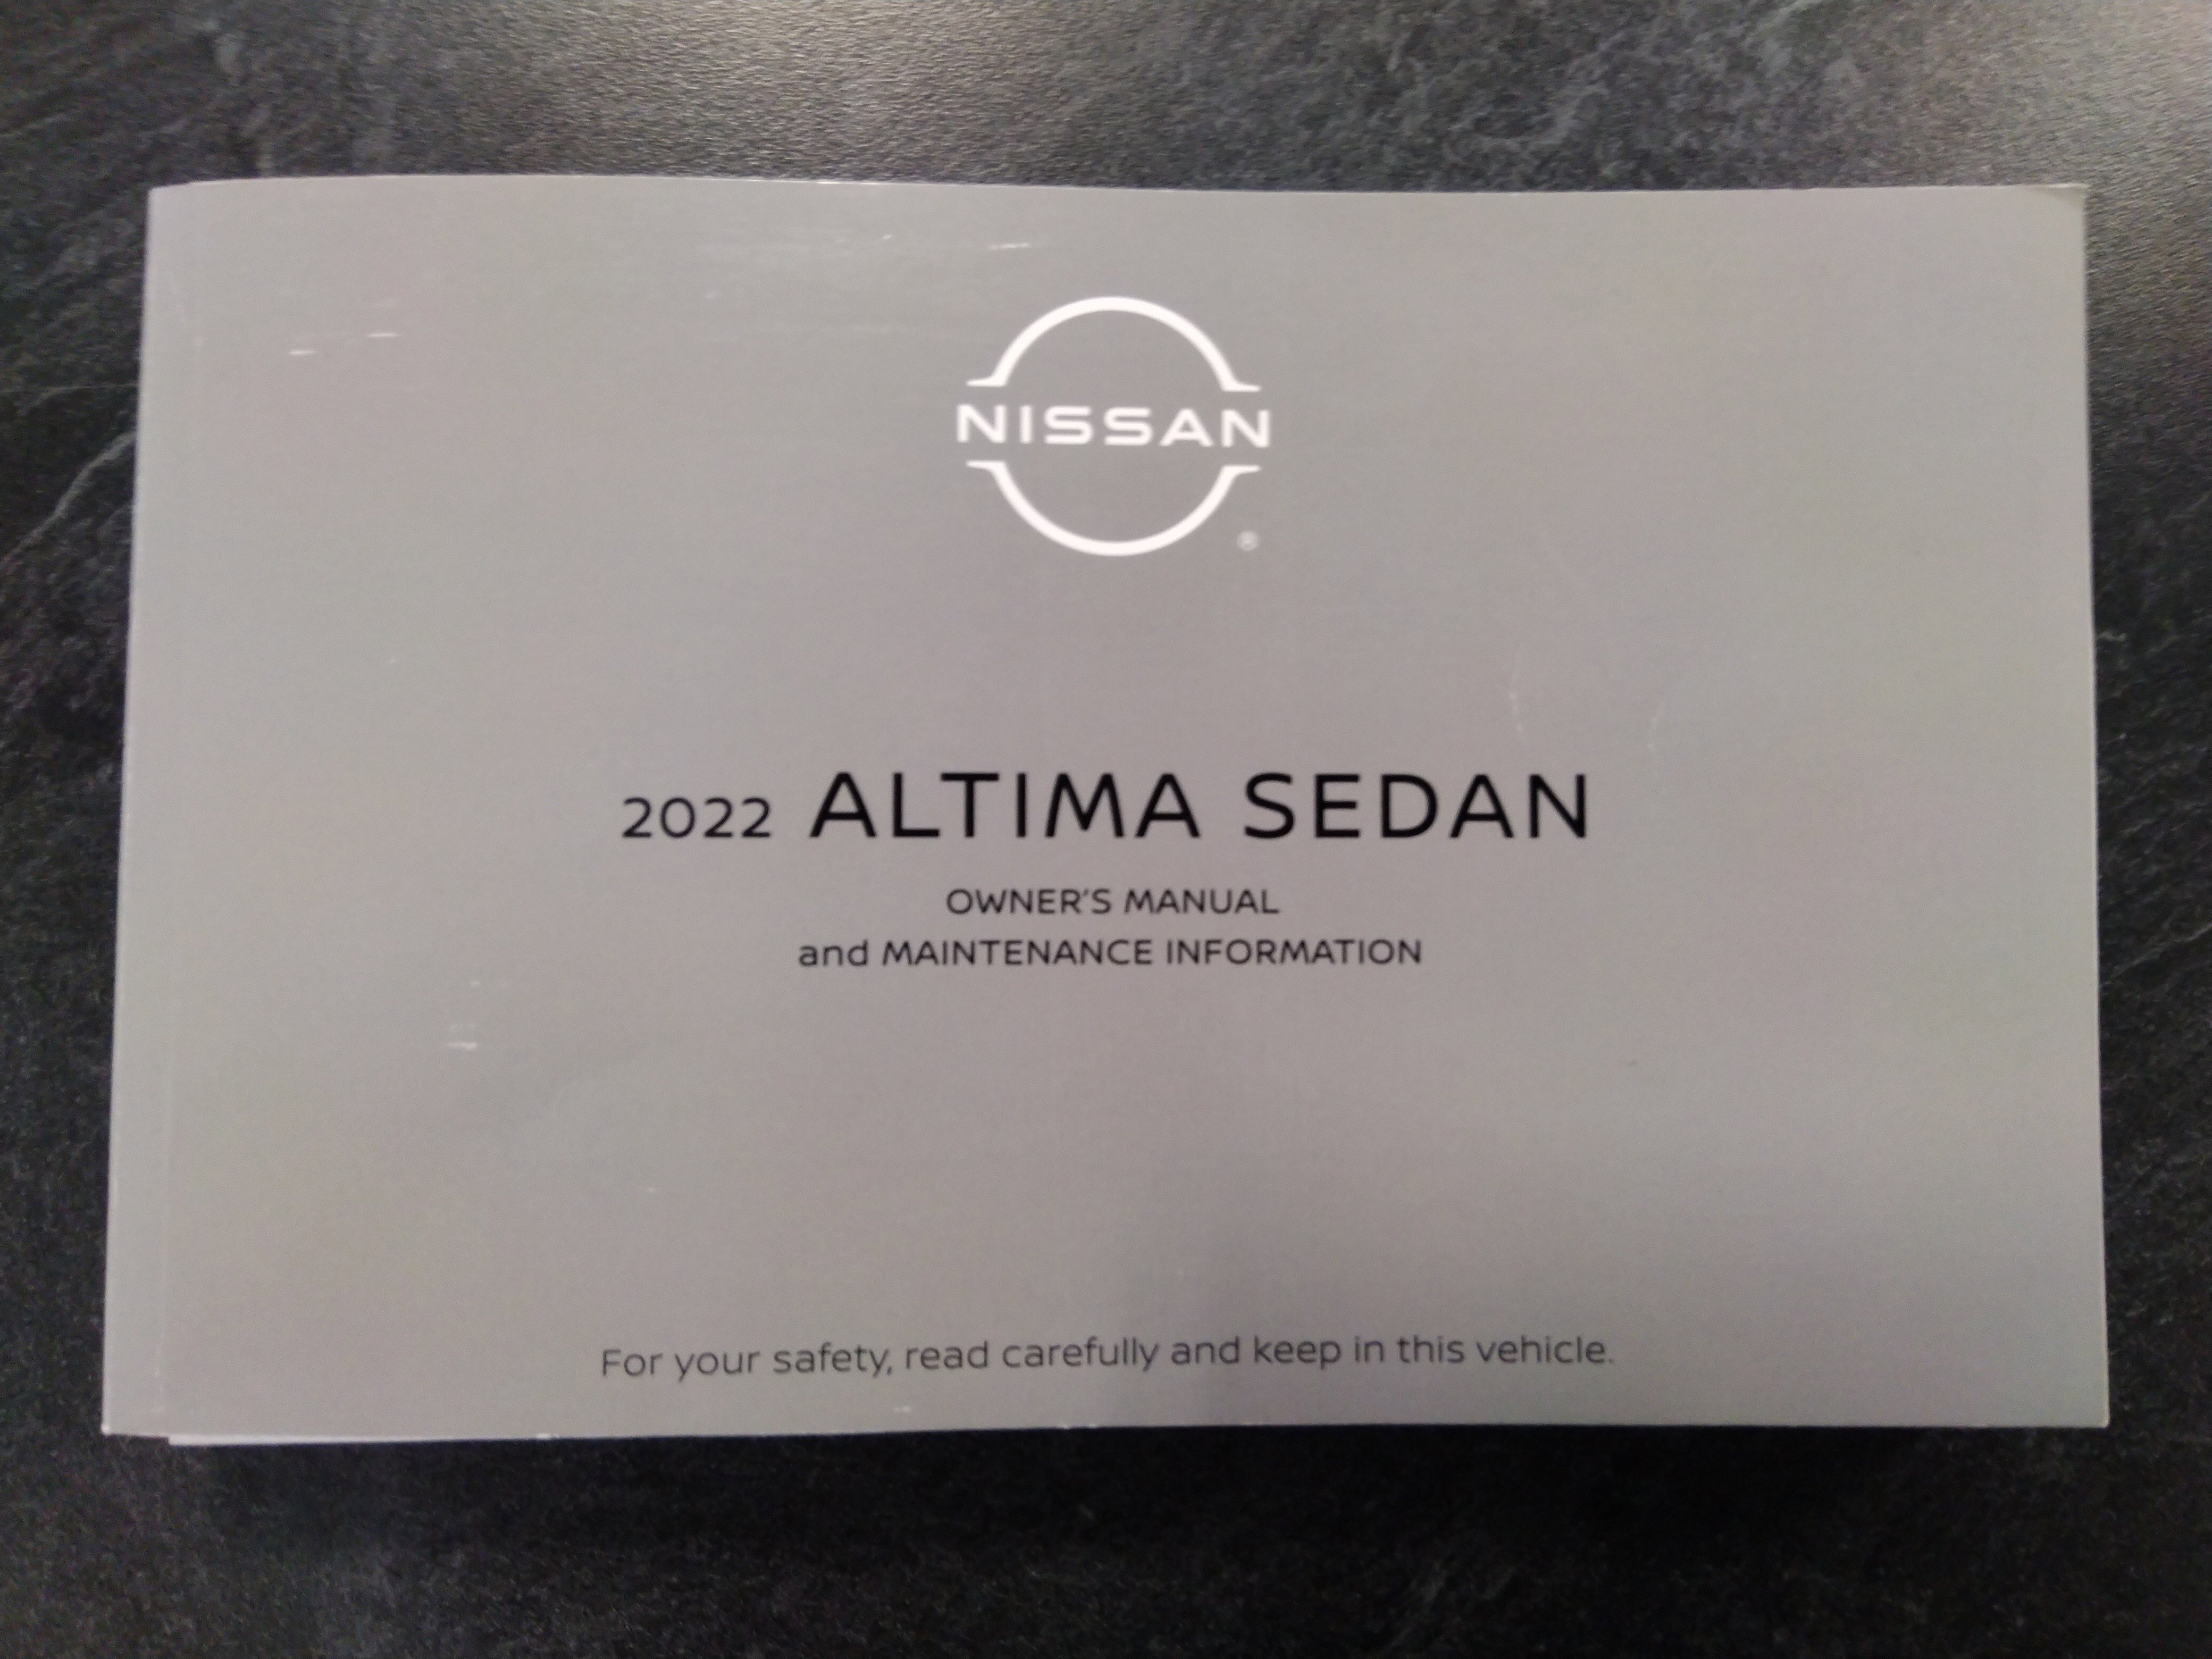 NISSAN
®
2022 ALTIMA SEDAN
OWNER'S MANUAL
and MAINTENANCE INFORMATION
For your safety, read carefully and keep in this vehicle.